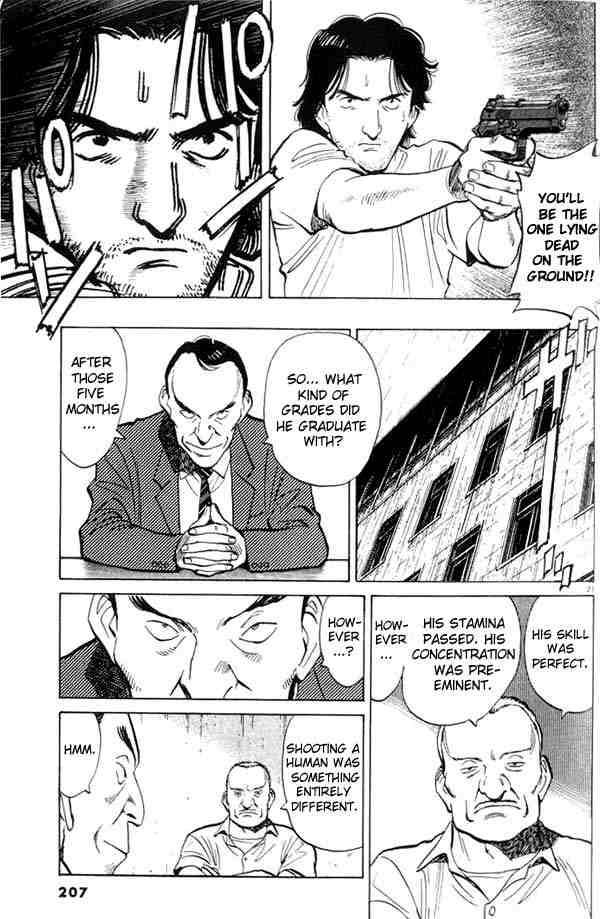 YOU'LL
BE THE
ONE LYING
DEAD
ON THE
GROUND!!
SO... WHAT
KIND OF
GRADES DID
HE GRADUATE
WITH?
AFTER
THOSE
FIVE
MONTHS
...
HIS SKILL
WAS
PERFECT.
HIS STAMINA
PASSED. HIS
CONCENTRATION
WAS PRE-
EMINENT.
HOW-
EVER
...
HOW-
EVER
...?
SHOOTING A
HUMAN WAS
SOMETHING
ENTIRELY
DIFFERENT.
HMM.
207